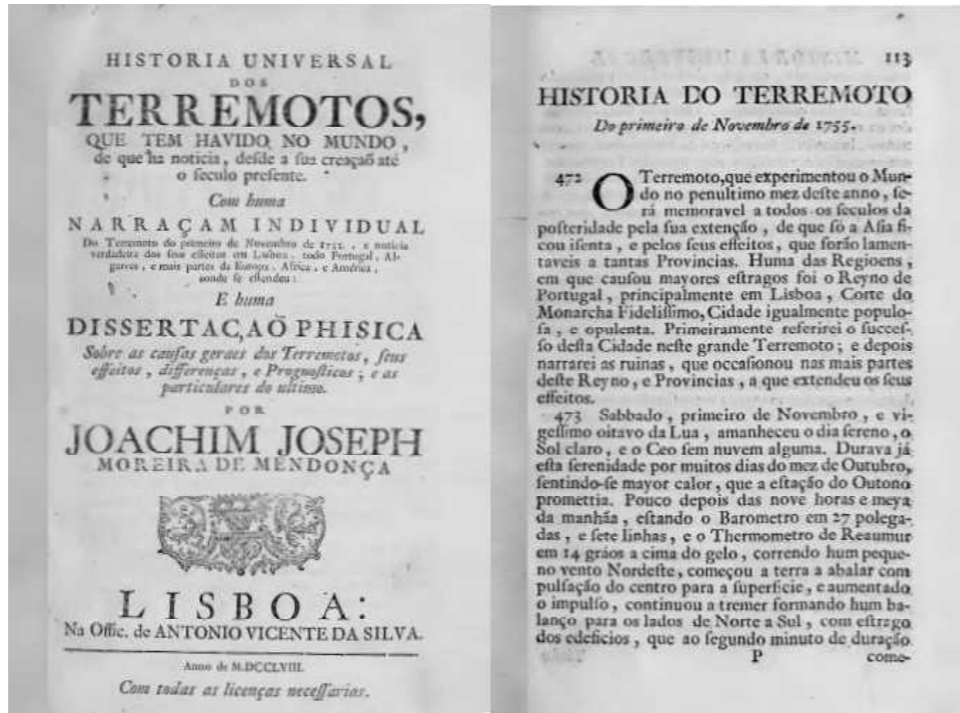 HISTORIA UNIVERSAL
DOS
TERREMOTOS,
QUE TEM HAVIDO NO MUNDO,
de que ha noticia, desde a sua creaçaõ até
o seculo presente.
Com huma
NARRAÇAM INDIVIDUAL
Do Terremoto do primeiro de Novembro de , e noticia
verdadeira dos seus effeitos em Lisboa, todo Portugal, Al-
garves, e mais partes da Europa, Africa, e América,
aonde se estendeu:
E huma
DISSERTAÇAÕ PHISICA
Sobre as causas geraes dos Terremotos, seus
effeitos, differenças, e Prognosticos; e as
particulares do ultimo.
POR
JOACHIM JOSEPH
MOREIRA DE MENDONÇA
LISBOA:
Na Offic. de ANTONIO VICENTE DA SILVA.
Anno de M.DCCLVIII.
Com todas as licenças necessarias.
113
HISTORIA DO TERREMOTO
Do primeiro de Novembro de 1755.
472 O Terremoto, que experimentou o Mun-
do no penultimo mez deste anno, se-
rá memoravel a todos os seculos da
posteridade pela sua extenção, de que só a Asia fi-
cou isenta, e pelos seus effeitos, que serão lamen-
taveis a tantas Provincias. Huma das Regioens,
em que causou mayores estragos foi o Reyno de
Portugal, principalmente em Lisboa, Corte do
Monarcha Fidelissimo, Cidade igualmente populo-
sa, e opulenta. Primeiramente referirei o succes-
so desta Cidade neste grande Terremoto; e depois
narrarei as ruinas, que occasionou nas mais partes
deste Reyno, e Provincias, a que extendeu os seus
effeitos.
473 Sabbado, primeiro de Novembro, e vi-
gessimo oitavo da Lua, amanheceu o dia sereno, o
Sol claro, e o Ceo sem nuvem alguma. Durava já
esta serenidade por muitos dias do mez de Outubro,
sentindo-se mayor calor, que a estação do Outono
promettia. Pouco depois das nove horas e meya
da manhãa, estando o Barometro em 27 polega-
das, e sete linhas, e o Thermometro de Reaumur
em 14 gráos a cima do gelo, correndo hum peque-
no vento Nordeste, começou a terra a abalar com
pulsação do centro para a superficie, e aumentado
o impulso, continuou a tremer formando hum ba-
lanço para os lados de Norte a Sul, com estrago
dos edeficios, que ao segundo minuto de duração
P come-